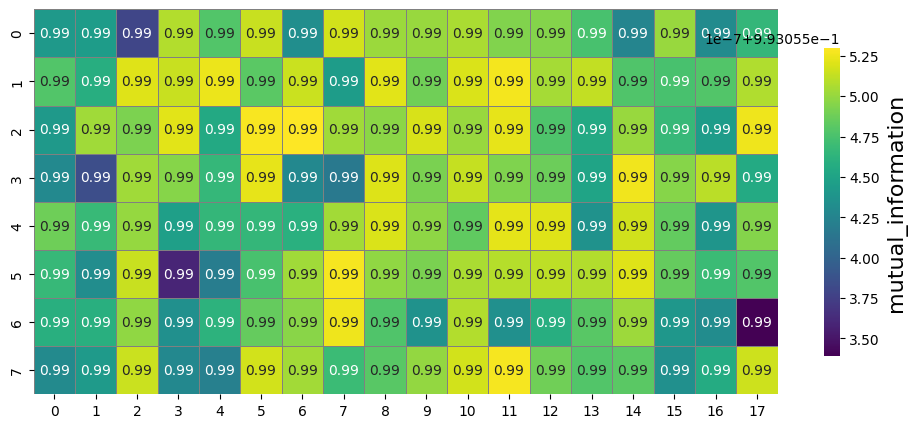 1e−7+9.93055e−1
0 0.99 0.99 0.99 0.99 0.99 0.99 0.99 0.99 0.99 0.99 0.99 0.99 0.99 0.99 0.99 0.99 0.99 0.99
1 0.99 0.99 0.99 0.99 0.99 0.99 0.99 0.99 0.99 0.99 0.99 0.99 0.99 0.99 0.99 0.99 0.99 0.99
2 0.99 0.99 0.99 0.99 0.99 0.99 0.99 0.99 0.99 0.99 0.99 0.99 0.99 0.99 0.99 0.99 0.99 0.99
3 0.99 0.99 0.99 0.99 0.99 0.99 0.99 0.99 0.99 0.99 0.99 0.99 0.99 0.99 0.99 0.99 0.99 0.99
4 0.99 0.99 0.99 0.99 0.99 0.99 0.99 0.99 0.99 0.99 0.99 0.99 0.99 0.99 0.99 0.99 0.99 0.99
5 0.99 0.99 0.99 0.99 0.99 0.99 0.99 0.99 0.99 0.99 0.99 0.99 0.99 0.99 0.99 0.99 0.99 0.99
6 0.99 0.99 0.99 0.99 0.99 0.99 0.99 0.99 0.99 0.99 0.99 0.99 0.99 0.99 0.99 0.99 0.99 0.99
7 0.99 0.99 0.99 0.99 0.99 0.99 0.99 0.99 0.99 0.99 0.99 0.99 0.99 0.99 0.99 0.99 0.99 0.99
0 1 2 3 4 5 6 7 8 9 10 11 12 13 14 15 16 17
5.25
5.00
4.75
4.50
4.25
4.00
3.75
3.50
mutual_information